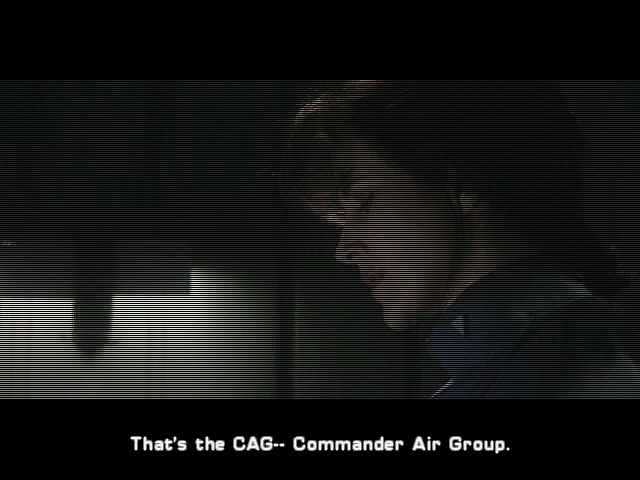 That's the CAG-- Commander Air Group.